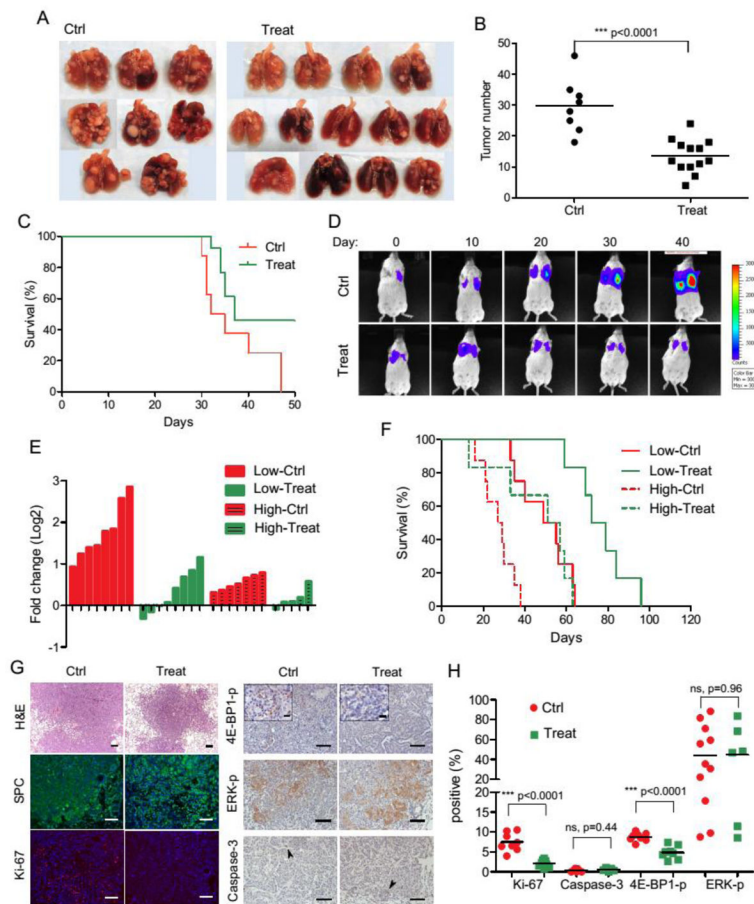 A
Ctrl
Treat
B
*** p<0.0001
Tumor number
50
40
30
20
10
0
Ctrl
Treat
C
Survival (%)
100
80
60
40
20
0
Ctrl
Treat
0 10 20 30 40 50
Days
D
Day: 0 10 20 30 40
Ctrl
Treat
Counts
Color Bar
E
Fold change (Log2)
3
2
1
0
-1
Low-Ctrl
Low-Treat
High-Ctrl
High-Treat
F
Survival (%)
100
80
60
40
20
0
Low-Ctrl
Low-Treat
High-Ctrl
High-Treat
0 20 40 60 80 100 120
Days
G
Ctrl Treat
H&E
SPC
Ki-67
Ctrl Treat
4E-BP1-p
ERK-p
Caspase-3
H
Ctrl
Treat
ns, p=0.96
positive (%)
100
80
60
40
20
15
10
5
0
*** p<0.0001
ns, p=0.44
*** p<0.0001
Ki-67 Caspase-3 4E-BP1-p ERK-p